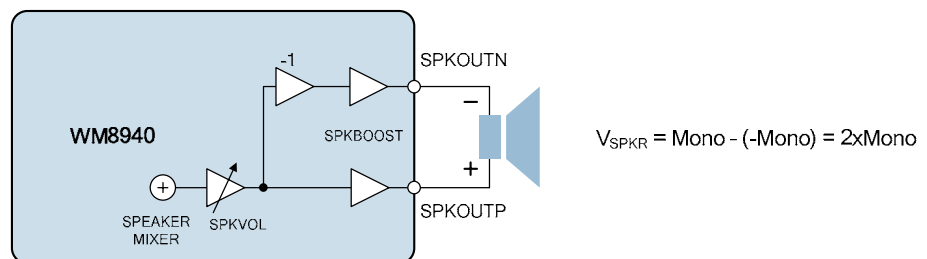 -1
SPKOUTN
−
WM8940
SPKBOOST
V_SPKR = Mono - (-Mono) = 2xMono
+
+
SPEAKER
MIXER
SPKVOL
SPKOUTP